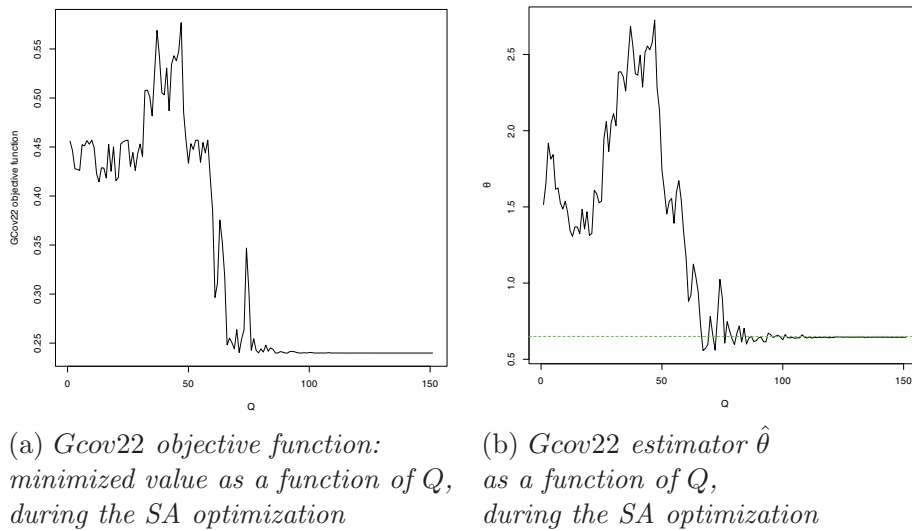 (a)
(b)
GCov22 objective function
0.55
0.50
0.45
0.40
0.35
0.30
0.25
0
50
100
150
Q
θ
2.5
2.0
1.5
1.0
0.5
0
50
100
150
Q
(a) Gcov22 objective function:
minimized value as a function of Q,
during the SA optimization
(b) Gcov22 estimator θ̂
as a function of Q,
during the SA optimization